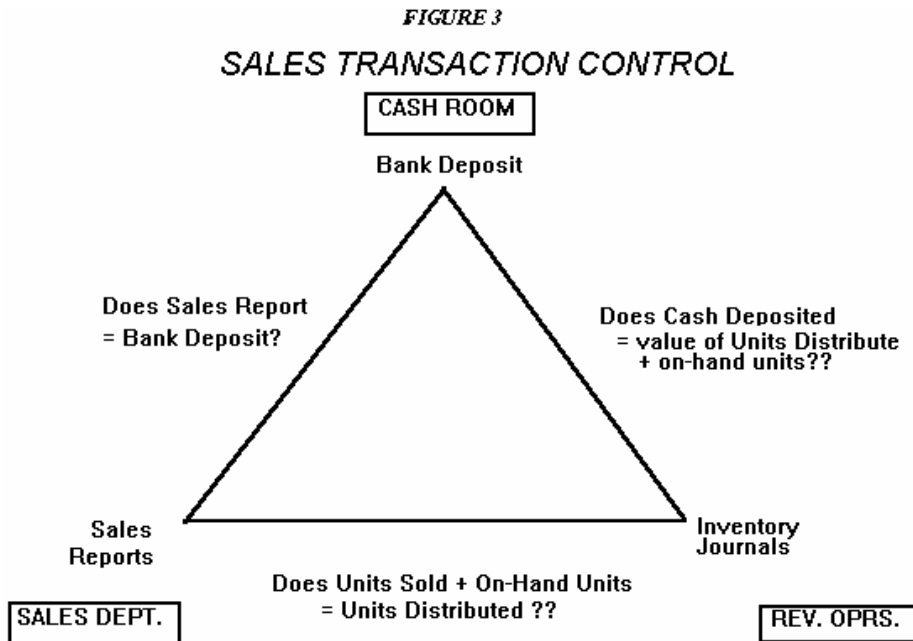 FIGURE 3
SALES TRANSACTION CONTROL
CASH ROOM
Bank Deposit
Does Sales Report
= Bank Deposit?
Does Cash Deposited
= value of Units Distribute
+ on-hand units??
Sales
Reports
Inventory
Journals
Does Units Sold + On-Hand Units
= Units Distributed ??
SALES DEPT.
REV. OPRS.